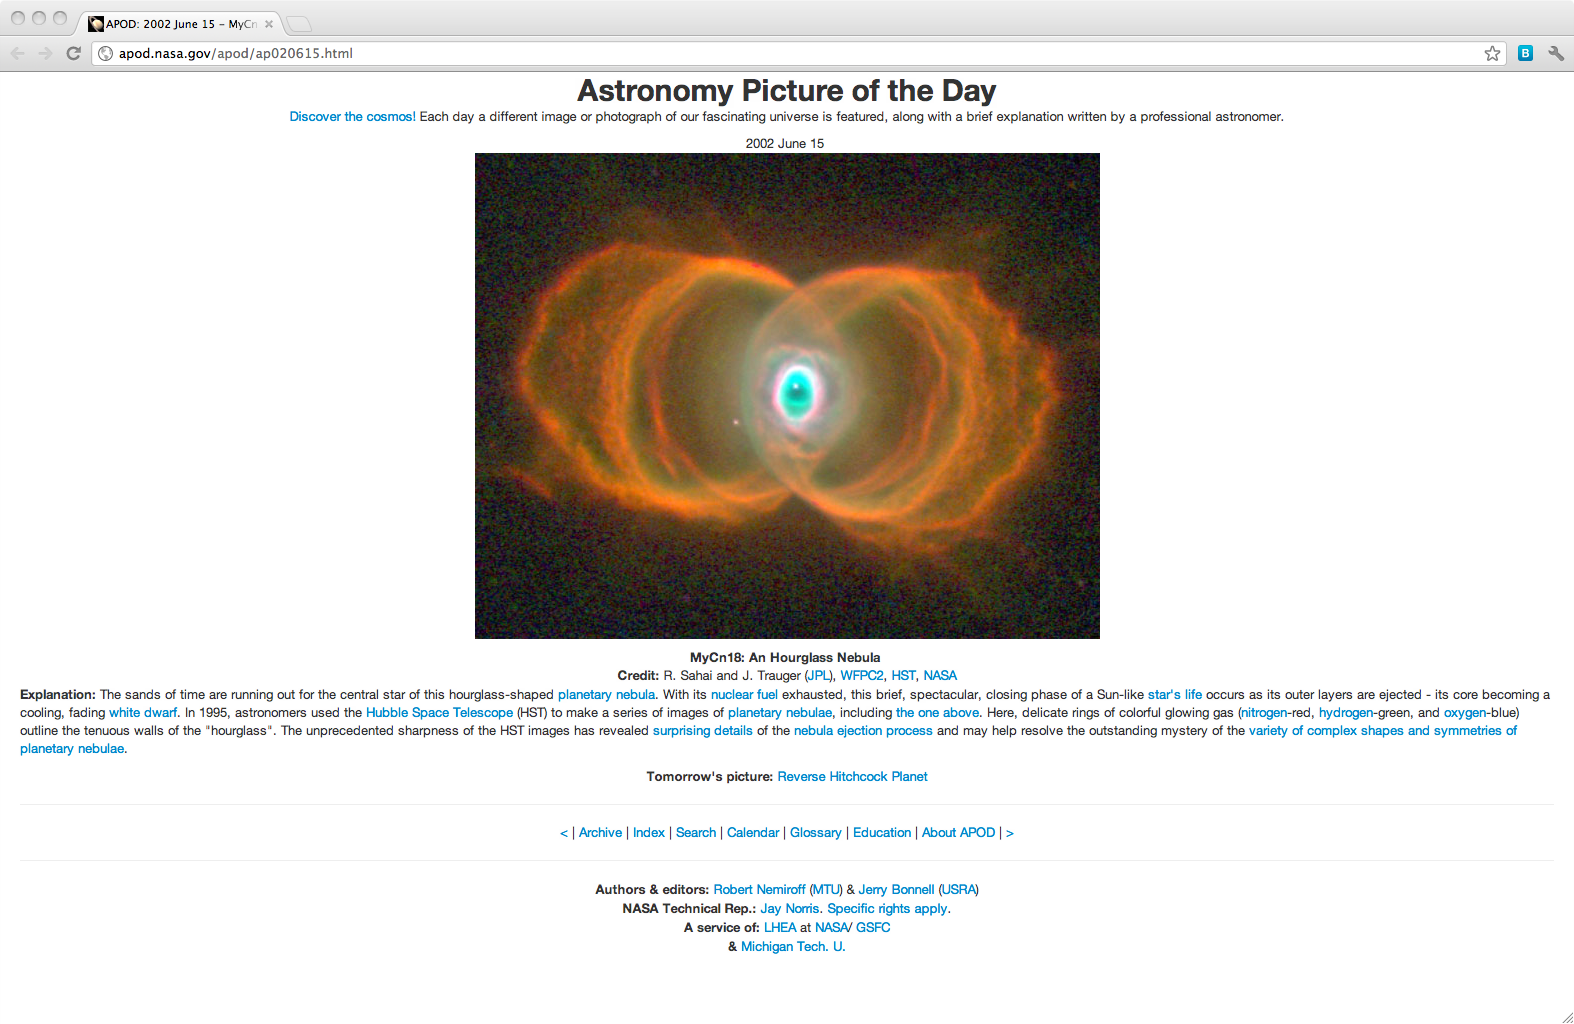 APOD: 2002 June 15 – MyCn
apod.nasa.gov/apod/ap020615.html
B
Astronomy Picture of the Day
Discover the cosmos! Each day a different image or photograph of our fascinating universe is featured, along with a brief explanation written by a professional astronomer.
2002 June 15
MyCn18: An Hourglass Nebula
Credit: R. Sahai and J. Trauger (JPL), WFPC2, HST, NASA
Explanation: The sands of time are running out for the central star of this hourglass-shaped planetary nebula. With its nuclear fuel exhausted, this brief, spectacular, closing phase of a Sun-like star's life occurs as its outer layers are ejected - its core becoming a
cooling, fading white dwarf. In 1995, astronomers used the Hubble Space Telescope (HST) to make a series of images of planetary nebulae, including the one above. Here, delicate rings of colorful glowing gas (nitrogen-red, hydrogen-green, and oxygen-blue)
outline the tenuous walls of the "hourglass". The unprecedented sharpness of the HST images has revealed surprising details of the nebula ejection process and may help resolve the outstanding mystery of the variety of complex shapes and symmetries of
planetary nebulae.
Tomorrow's picture: Reverse Hitchcock Planet
< | Archive | Index | Search | Calendar | Glossary | Education | About APOD | >
Authors & editors: Robert Nemiroff (MTU) & Jerry Bonnell (USRA)
NASA Technical Rep.: Jay Norris. Specific rights apply.
A service of: LHEA at NASA/ GSFC
& Michigan Tech. U.